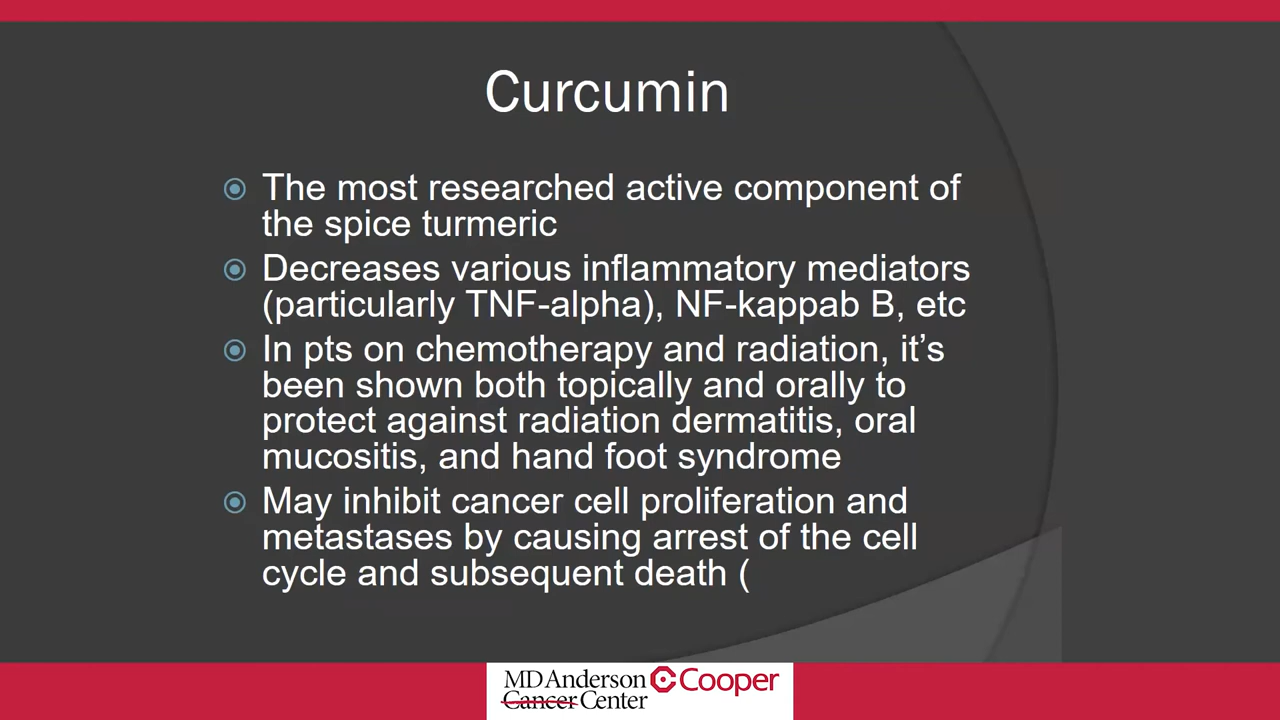 Curcumin
The most researched active component of
the spice turmeric
Decreases various inflammatory mediators
(particularly TNF-alpha), NF-kappab B, etc
In pts on chemotherapy and radiation, it’s
been shown both topically and orally to
protect against radiation dermatitis, oral
mucositis, and hand foot syndrome
May inhibit cancer cell proliferation and
metastases by causing arrest of the cell
cycle and subsequent death (
MD Anderson Cooper
Cancer Center